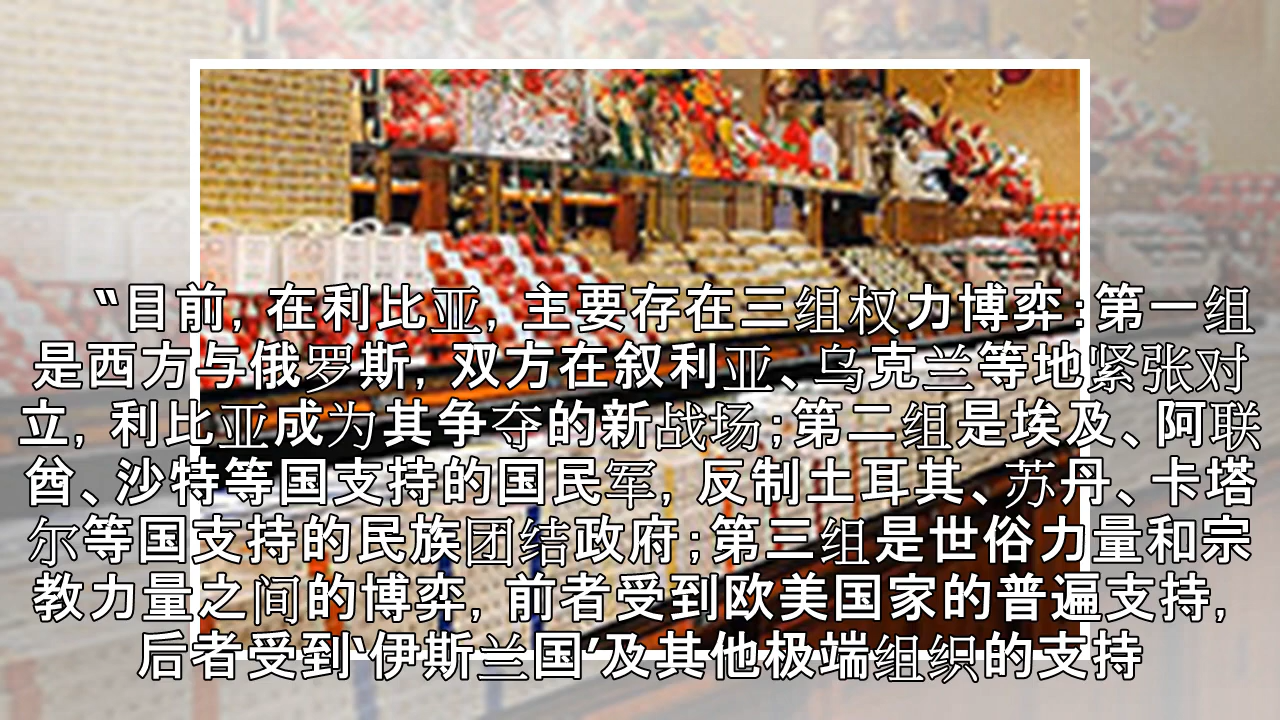 “目前, 在利比亚, 主要存在三组权力博弈:第一组
是西方与俄罗斯, 双方在叙利亚、乌克兰等地紧张对
立, 利比亚成为其争夺的新战场;第二组是埃及、阿联
酋、沙特等国支持的国民军, 反制土耳其、苏丹、卡塔
尔等国支持的民族团结政府;第三组是世俗力量和宗
教力量之间的博弈, 前者受到欧美国家的普遍支持,
后者受到‘伊斯兰国’及其他极端组织的支持